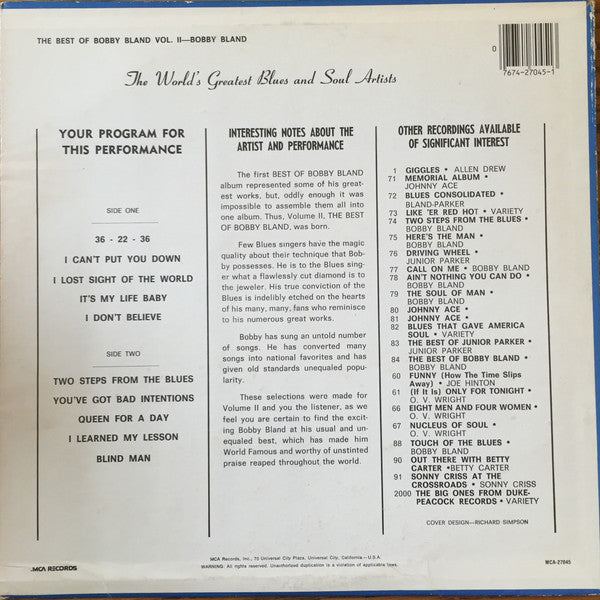 THE BEST OF BOBBY BLAND VOL. II—BOBBY BLAND
0
7674-27045-1
The World's Greatest Blues and Soul Artists
YOUR PROGRAM FOR
THIS PERFORMANCE
SIDE ONE
36 - 22 - 36
I CAN'T PUT YOU DOWN
I LOST SIGHT OF THE WORLD
IT'S MY LIFE BABY
I DON'T BELIEVE
SIDE TWO
TWO STEPS FROM THE BLUES
YOU'VE GOT BAD INTENTIONS
QUEEN FOR A DAY
I LEARNED MY LESSON
BLIND MAN
INTERESTING NOTES ABOUT THE
ARTIST AND PERFORMANCE
The first BEST OF BOBBY BLAND
album represented some of his great-
est works, but, oddly enough it was
impossible to assemble them all into
one album. Thus, Volume II, THE BEST
OF BOBBY BLAND, was born.
Few Blues singers have the magic
quality about their technique that Bob-
by possesses. He is to the Blues sing-
er what a flawlessly cut diamond is to
the jeweler. His true conviction of the
Blues is indelibly etched on the hearts
of his many, many, fans who reminisce
to his numerous great works.
Bobby has sung an untold number
of songs. He has converted many
songs into national favorites and has
given old standards unequaled popu-
larity.
These selections were made for
Volume II and you the listener, as we
feel you are certain to find the excit-
ing Bobby Bland at his usual and un-
equaled best, which has made him
World Famous and worthy of unstinted
praise reaped throughout the world.
OTHER RECORDINGS AVAILABLE
OF SIGNIFICANT INTEREST
1 GIGGLES • ALLEN DREW
71 MEMORIAL ALBUM •
JOHNNY ACE
72 BLUES CONSOLIDATED •
BLAND-PARKER
73 LIKE 'ER RED HOT • VARIETY
74 TWO STEPS FROM THE BLUES •
BOBBY BLAND
75 HERE'S THE MAN •
BOBBY BLAND
76 DRIVING WHEEL •
JUNIOR PARKER
77 CALL ON ME • BOBBY BLAND
78 AIN'T NOTHING YOU CAN DO •
BOBBY BLAND
79 THE SOUL OF MAN •
BOBBY BLAND
80 JOHNNY ACE •
81 JOHNNY ACE •
82 BLUES THAT GAVE AMERICA
SOUL • VARIETY
83 THE BEST OF JUNIOR PARKER •
JUNIOR PARKER
84 THE BEST OF BOBBY BLAND •
BOBBY BLAND
60 FUNNY (How The Time Slips
Away) • JOE HINTON
61 (If It Is) ONLY FOR TONIGHT •
O. V. WRIGHT
66 EIGHT MEN AND FOUR WOMEN •
O. V. WRIGHT
67 NUCLEUS OF SOUL •
O. V. WRIGHT
88 TOUCH OF THE BLUES •
BOBBY BLAND
90 OUT THERE WITH BETTY
CARTER •BETTY CARTER
91 SONNY CRISS AT THE
CROSSROADS • SONNY CRISS
2000 THE BIG ONES FROM DUKE-
PEACOCK RECORDS • VARIETY
COVER DESIGN—RICHARD SIMPSON
.MCA RECORDS
MCA Records, Inc., 70 Universal City Plaza, Universal City, California—U.S.A.
WARNING. All rights reserved. Unauthorized duplication is a violation of applicable laws.
MCA-27045